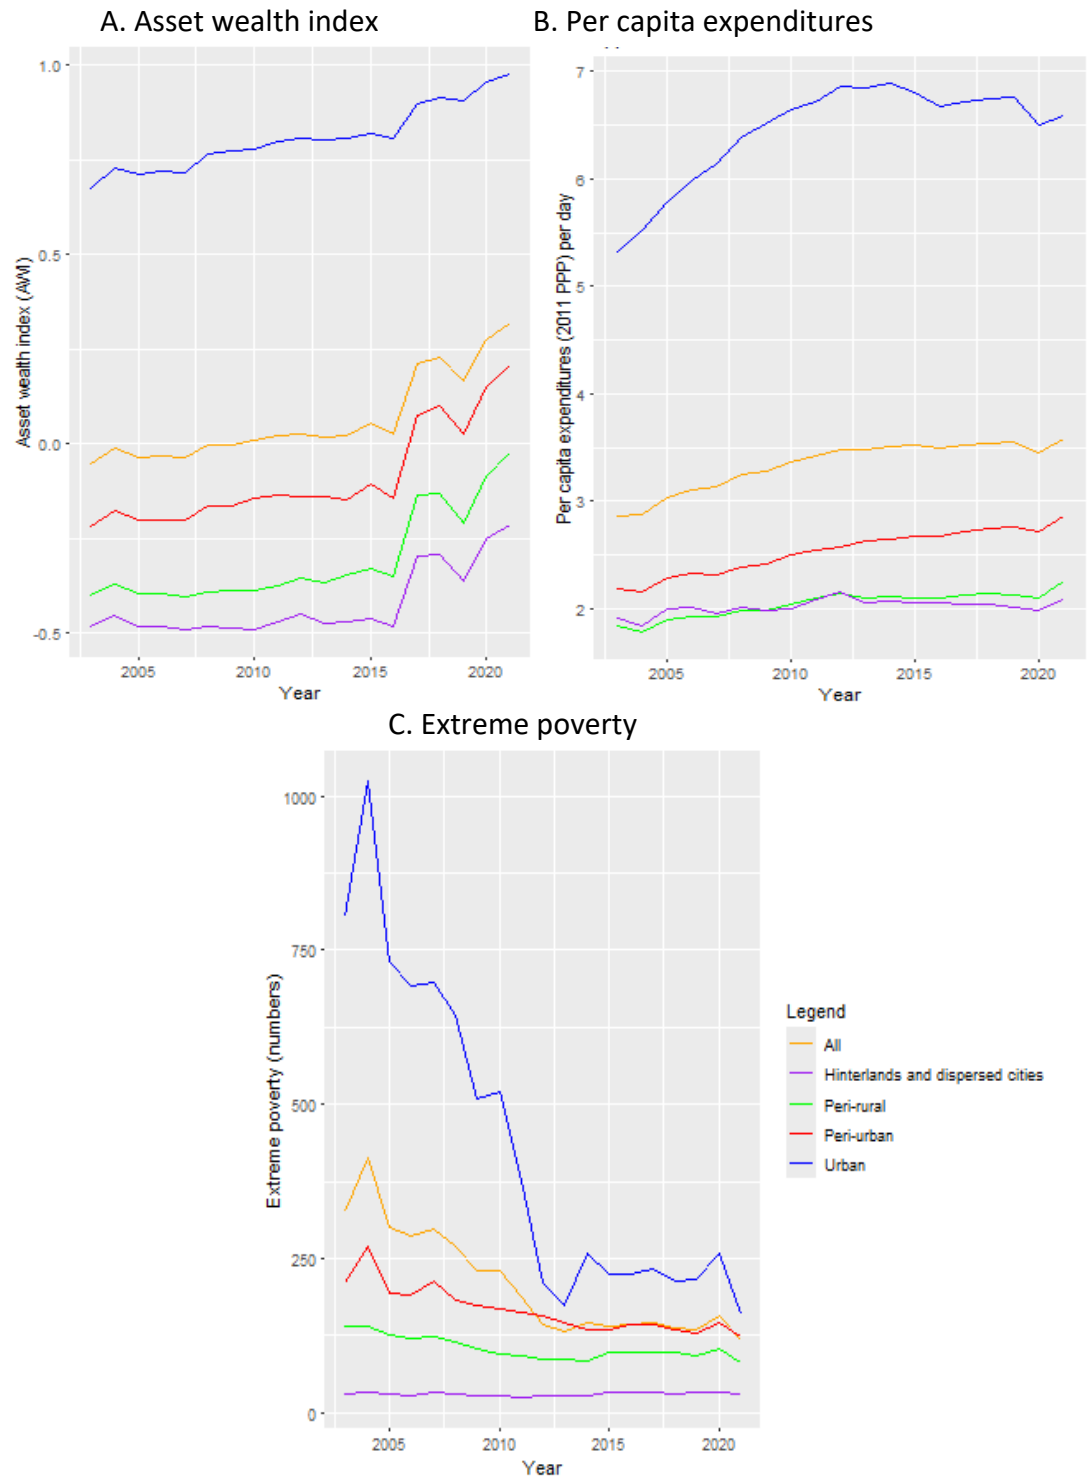 A. Asset wealth index
B. Per capita expenditures
1.0
0.5
0.0
-0.5
Asset wealth index (AWI)
2005
2010
2015
2020
Year
7
6
5
4
3
2
Per capita expenditures (2011 PPP) per day
2005
2010
2015
2020
Year
C. Extreme poverty
1000
750
500
250
0
Extreme poverty (numbers)
2005
2010
2015
2020
Year
Legend
All
Hinterlands and dispersed cities
Peri-rural
Peri-urban
Urban